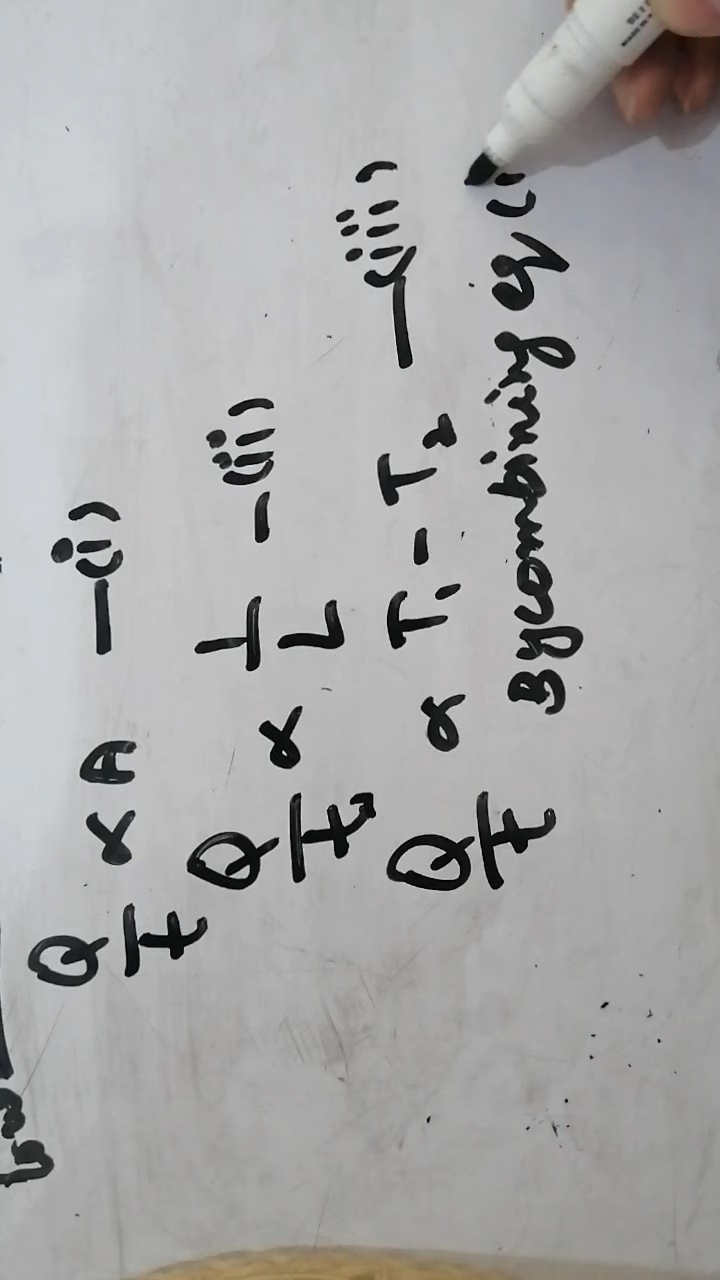 Q/t α A —(i)
Q/t α 1/L —(ii)
Q/t α T₁ - T₂ —(iii)
By combining eq (i